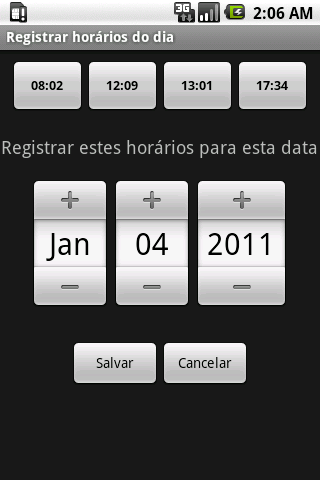 3G 2:06 AM
Registrar horários do dia
08:02 12:09 13:01 17:34
Registrar estes horários para esta data
+ + +
Jan 04 2011
− − −
Salvar Cancelar